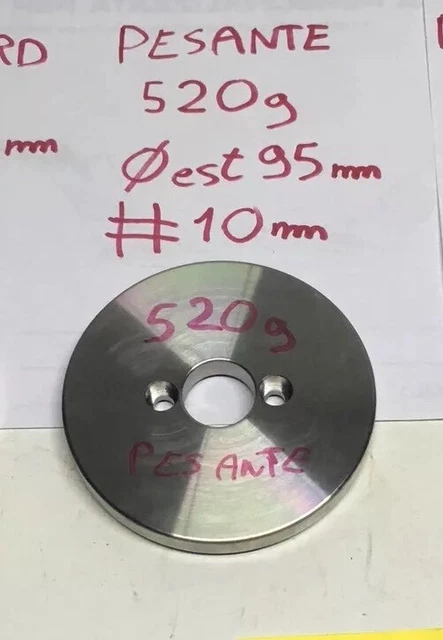 RD
mm
PESANTE
520g
Øest 95mm
# 10mm
520g
PESANTE